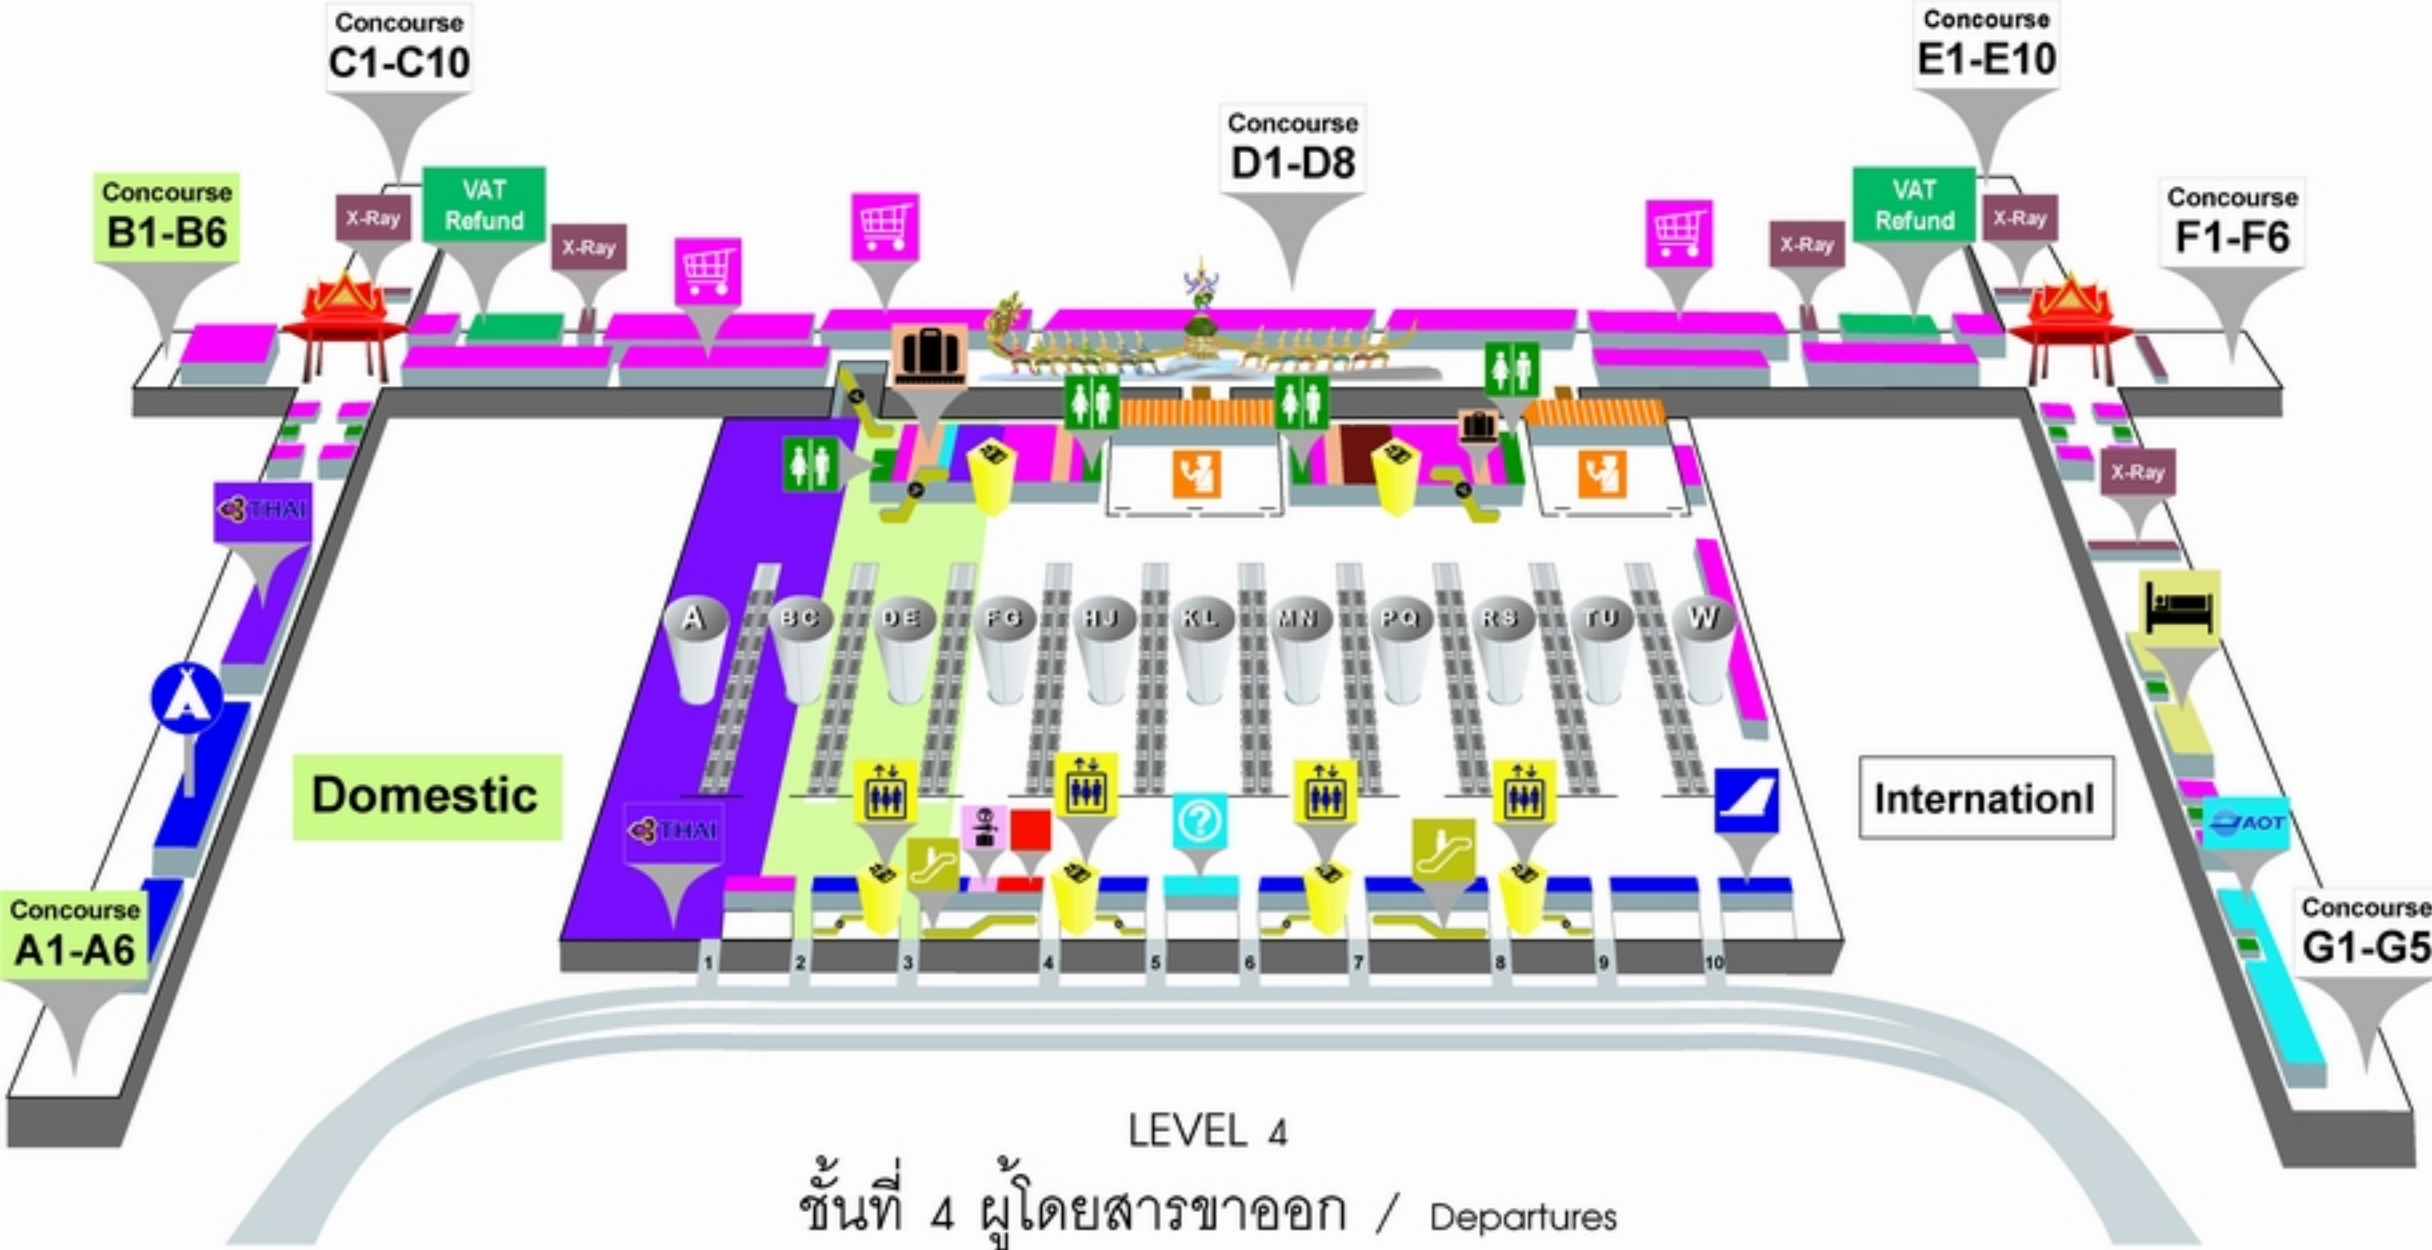 Concourse
C1-C10
Concourse
E1-E10
Concourse
D1-D8
Concourse
B1-B6
X-Ray
VAT
Refund
X-Ray
X-Ray
VAT
Refund
X-Ray
Concourse
F1-F6
THAI
X-Ray
A BC DE FG HJ KL MN PQ RS TU W
Domestic
THAI
?
Internationl
AOT
Concourse
A1-A6
Concourse
G1-G5
1 2 3 4 5 6 7 8 9 10
LEVEL 4
ชั้นที่ 4 ผู้โดยสารขาออก / Departures